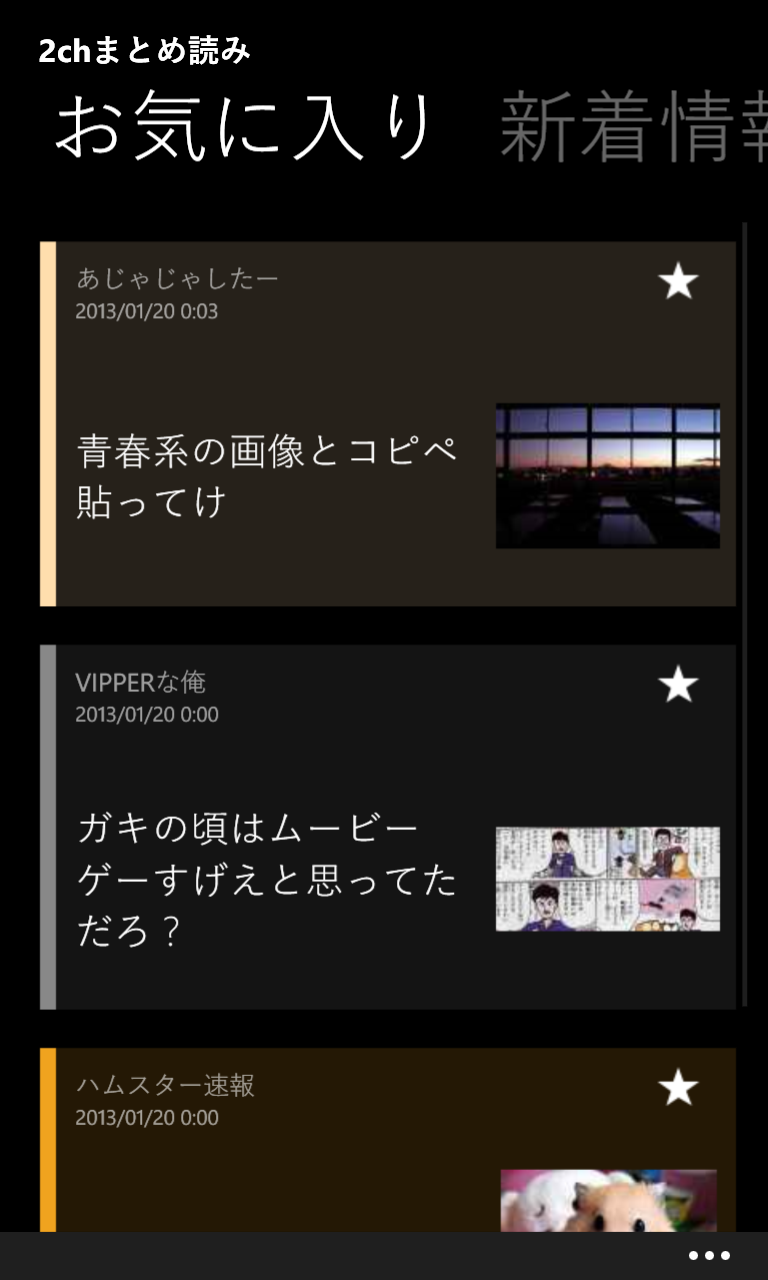 2chまとめ読み
お気に入り 新着情
あじゃじゃしたー
2013/01/20 0:03
青春系の画像とコピペ
貼ってけ
VIPPERな俺
2013/01/20 0:00
ガキの頃はムービー
ゲーすげえと思ってた
だろ？
ハムスター速報
2013/01/20 0:00